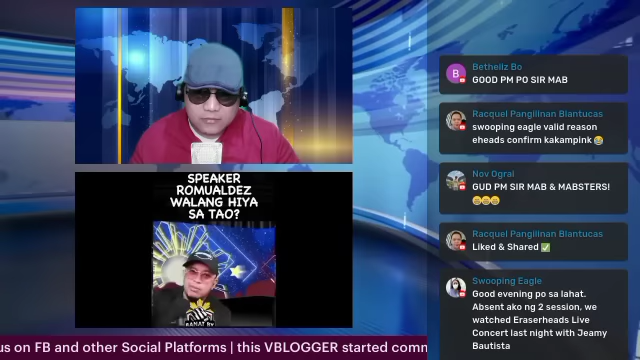 SPEAKER
ROMUALDEZ
WALANG HIYA
SA TAO?
Betheliz Bo
GOOD PM PO SIR MAB
Racquel Pangilinan Blantucas
swooping eagle valid reason
eheads confirm kakampink 😭
Nov Ograi
GUD PM SIR MAB & MABSTERS!
Racquel Pangilinan Blantucas
Liked & Shared ✅
Swooping Eagle
Good evening po sa lahat.
Absent ako ng 2 session, we
watched Eraserheads Live
Concert last night with Jeamy
Bautista
us on FB and other Social Platforms | this VBLOGGER started comm